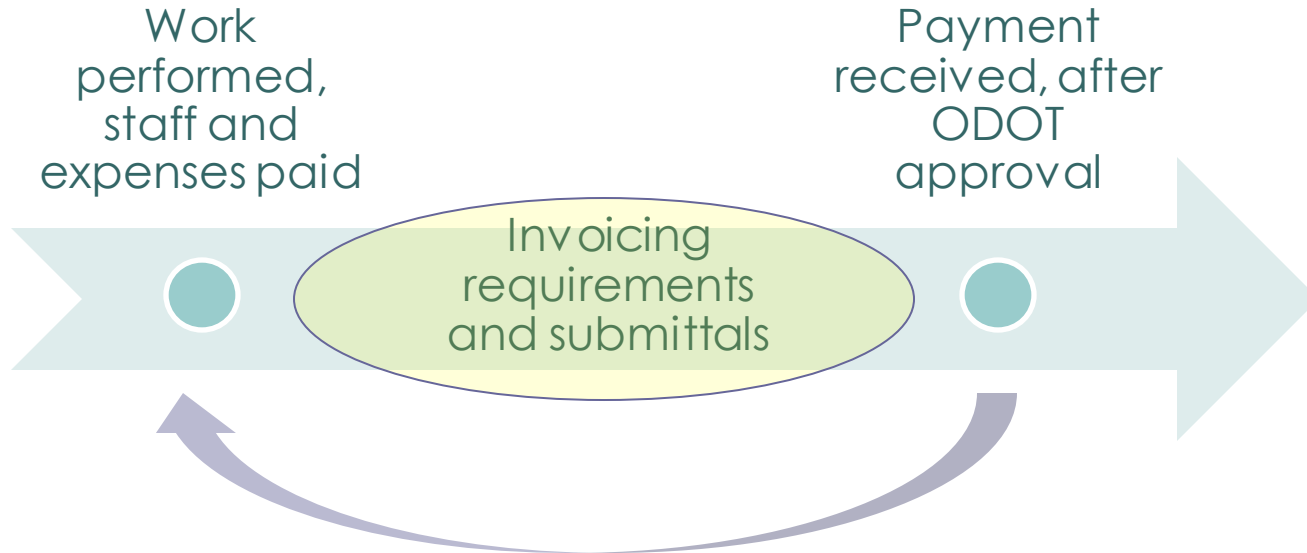 Work
performed,
staff and
expenses paid
Invoicing
requirements
and submittals
Payment
received, after
ODOT
approval